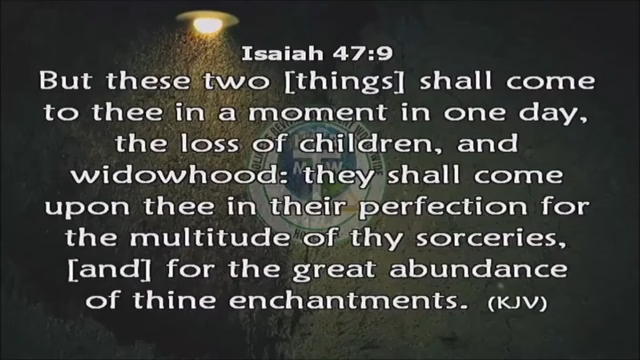 Isaiah 47:9
But these two [things] shall come
to thee in a moment in one day,
the loss of children, and
widowhood: they shall come
upon thee in their perfection for
the multitude of thy sorceries,
[and] for the great abundance
of thine enchantments. (KJV)